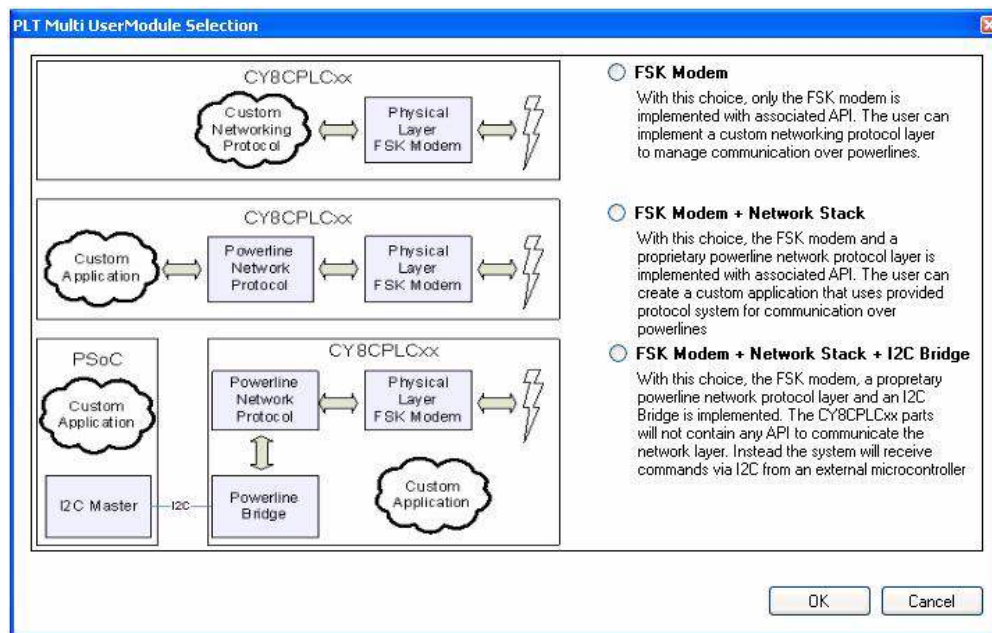 PLT Multi UserModule Selection
CY8CPLCxx
Custom
Networking
Protocol
Physical
Layer
FSK Modem
FSK Modem
With this choice, only the FSK modem is
implemented with associated API. The user can
implement a custom networking protocol layer
to manage communication over powerlines.
CY8CPLCxx
Custom
Application
Powerline
Network
Protocol
Physical
Layer
FSK Modem
FSK Modem + Network Stack
With this choice, the FSK modem and a
proprietary powerline network protocol layer is
implemented with associated API. The user can
create a custom application that uses provided
protocol system for communication over
powerlines
PSoC
Custom
Application
I2C Master
I2C
CY8CPLCxx
Powerline
Network
Protocol
Physical
Layer
FSK Modem
Powerline
Bridge
Custom
Application
FSK Modem + Network Stack + I2C Bridge
With this choice, the FSK modem, a propretary
powerline network protocol layer and an I2C
Bridge is implemented. The CY8CPLCxx parts
will not contain any API to communicate the
network layer. Instead the system will receive
commands via I2C from an external microcontroller
OK
Cancel